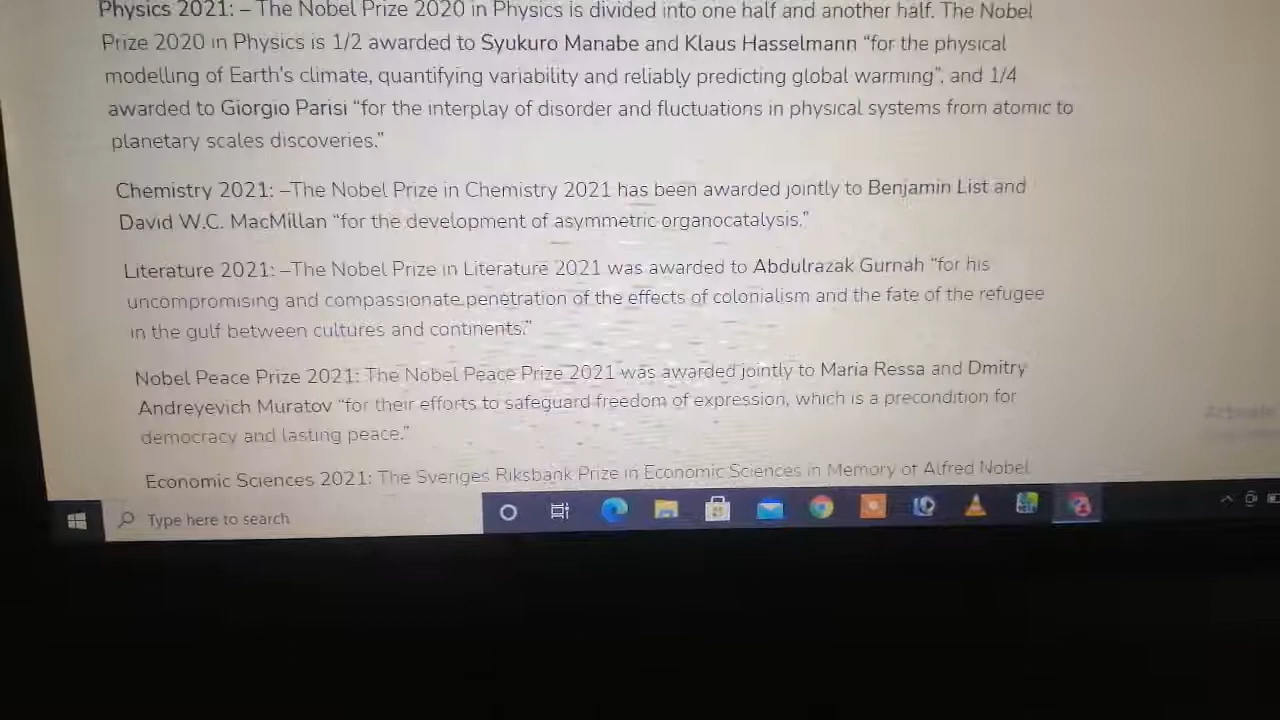 Physics 2021: – The Nobel Prize 2020 in Physics is divided into one half and another half. The Nobel
Prize 2020 in Physics is 1/2 awarded to Syukuro Manabe and Klaus Hasselmann “for the physical
modelling of Earth's climate, quantifying variability and reliably predicting global warming”, and 1/4
awarded to Giorgio Parisi “for the interplay of disorder and fluctuations in physical systems from atomic to
planetary scales discoveries.”
Chemistry 2021: –The Nobel Prize in Chemistry 2021 has been awarded jointly to Benjamin List and
David W.C. MacMillan “for the development of asymmetric organocatalysis.”
Literature 2021: –The Nobel Prize in Literature 2021 was awarded to Abdulrazak Gurnah “for his
uncompromising and compassionate penetration of the effects of colonialism and the fate of the refugee
in the gulf between cultures and continents.”
Nobel Peace Prize 2021: The Nobel Peace Prize 2021 was awarded jointly to Maria Ressa and Dmitry
Andreyevich Muratov “for their efforts to safeguard freedom of expression, which is a precondition for
democracy and lasting peace.”
Economic Sciences 2021: The Sveriges Riksbank Prize in Economic Sciences in Memory of Alfred Nobel
Type here to search